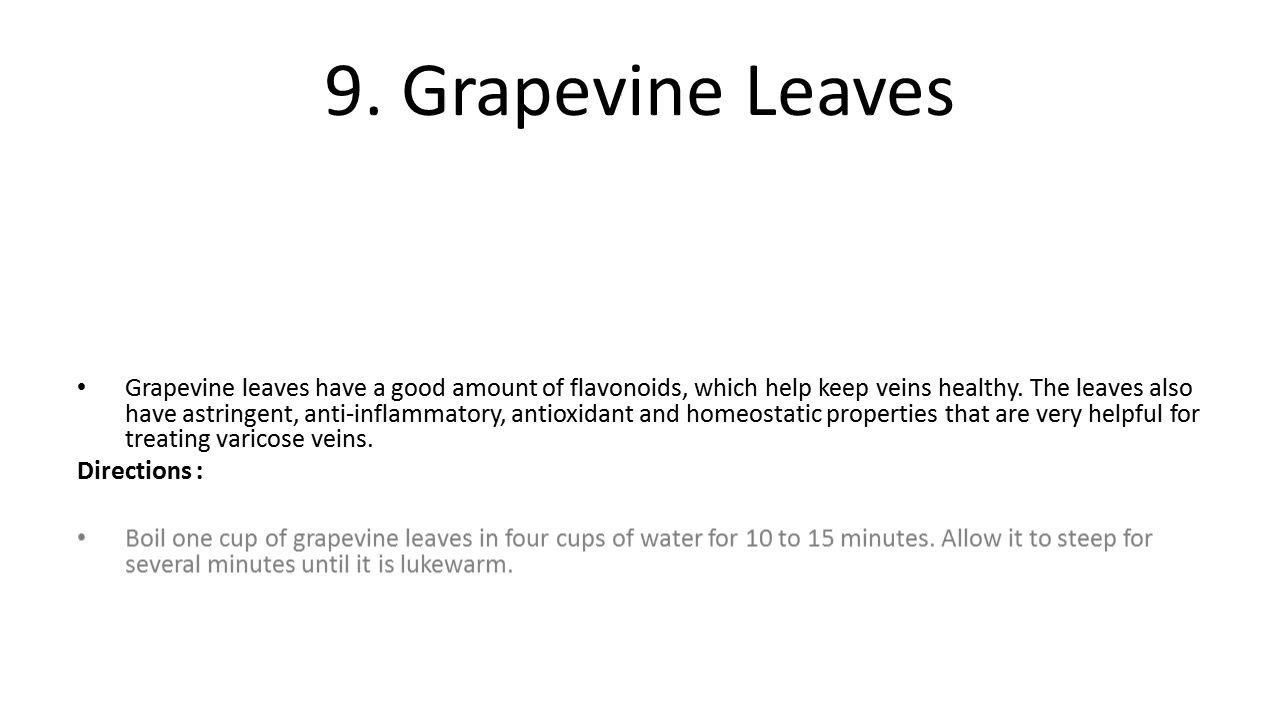 9. Grapevine Leaves
• Grapevine leaves have a good amount of flavonoids, which help keep veins healthy. The leaves also
have astringent, anti-inflammatory, antioxidant and homeostatic properties that are very helpful for
treating varicose veins.
Directions :
• Boil one cup of grapevine leaves in four cups of water for 10 to 15 minutes. Allow it to steep for
several minutes until it is lukewarm.